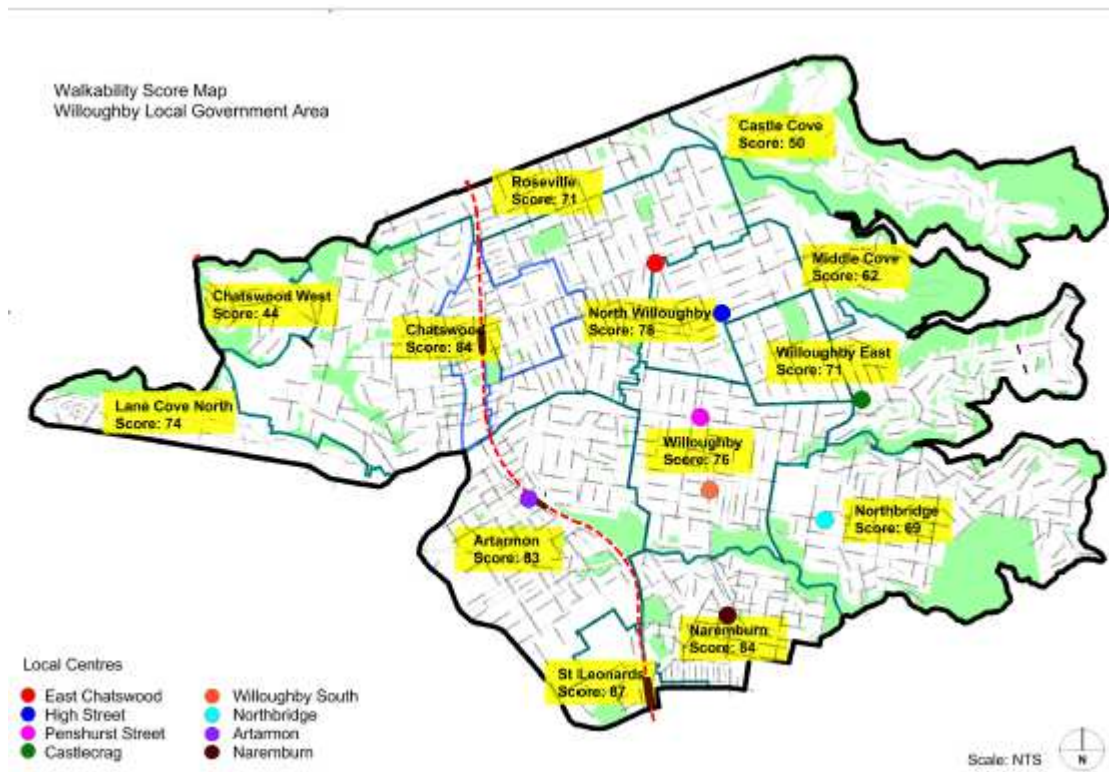 Walkability Score Map
Willoughby Local Government Area
Castle Cove
Score: 50
Roseville
Score: 71
Middle Cove
Score: 62
Chatswood West
Score: 44
Chatswood
Score: 84
North Willoughby
Score: 78
Willoughby East
Score: 71
Lane Cove North
Score: 74
Willoughby
Score: 76
Northbridge
Score: 69
Artarmon
Score: 83
Naremburn
Score: 84
St Leonards
Score: 87
Local Centres
East Chatswood
High Street
Penshurst Street
Castlecrag
Willoughby South
Northbridge
Artarmon
Naremburn
Scale: NTS
N